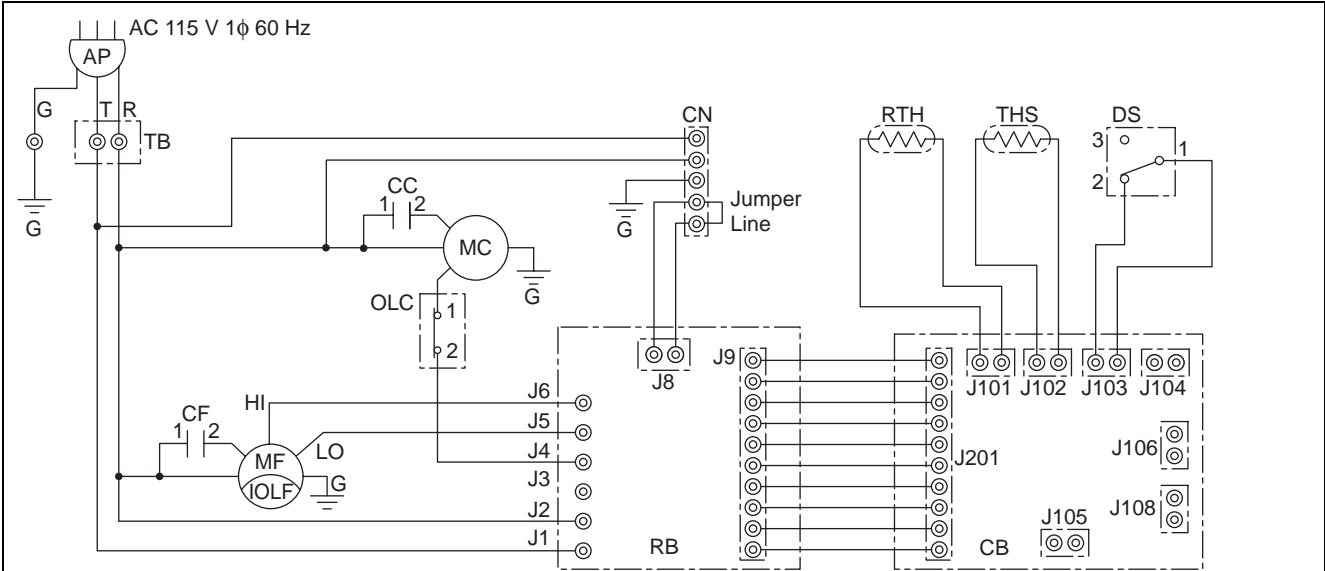 AC 115 V 1ϕ 60 Hz
AP
G T R
TB
G
CN
Jumper
Line
G
RTH
THS
DS
3
1
2
CC
1 2
MC
G
OLC
1
2
J8
J9
J6
J5
J4
J3
J2
J1
RB
HI
LO
CF
1 2
MF
IOLF
G
J101 J102 J103 J104
J201
J106
J108
J105
CB